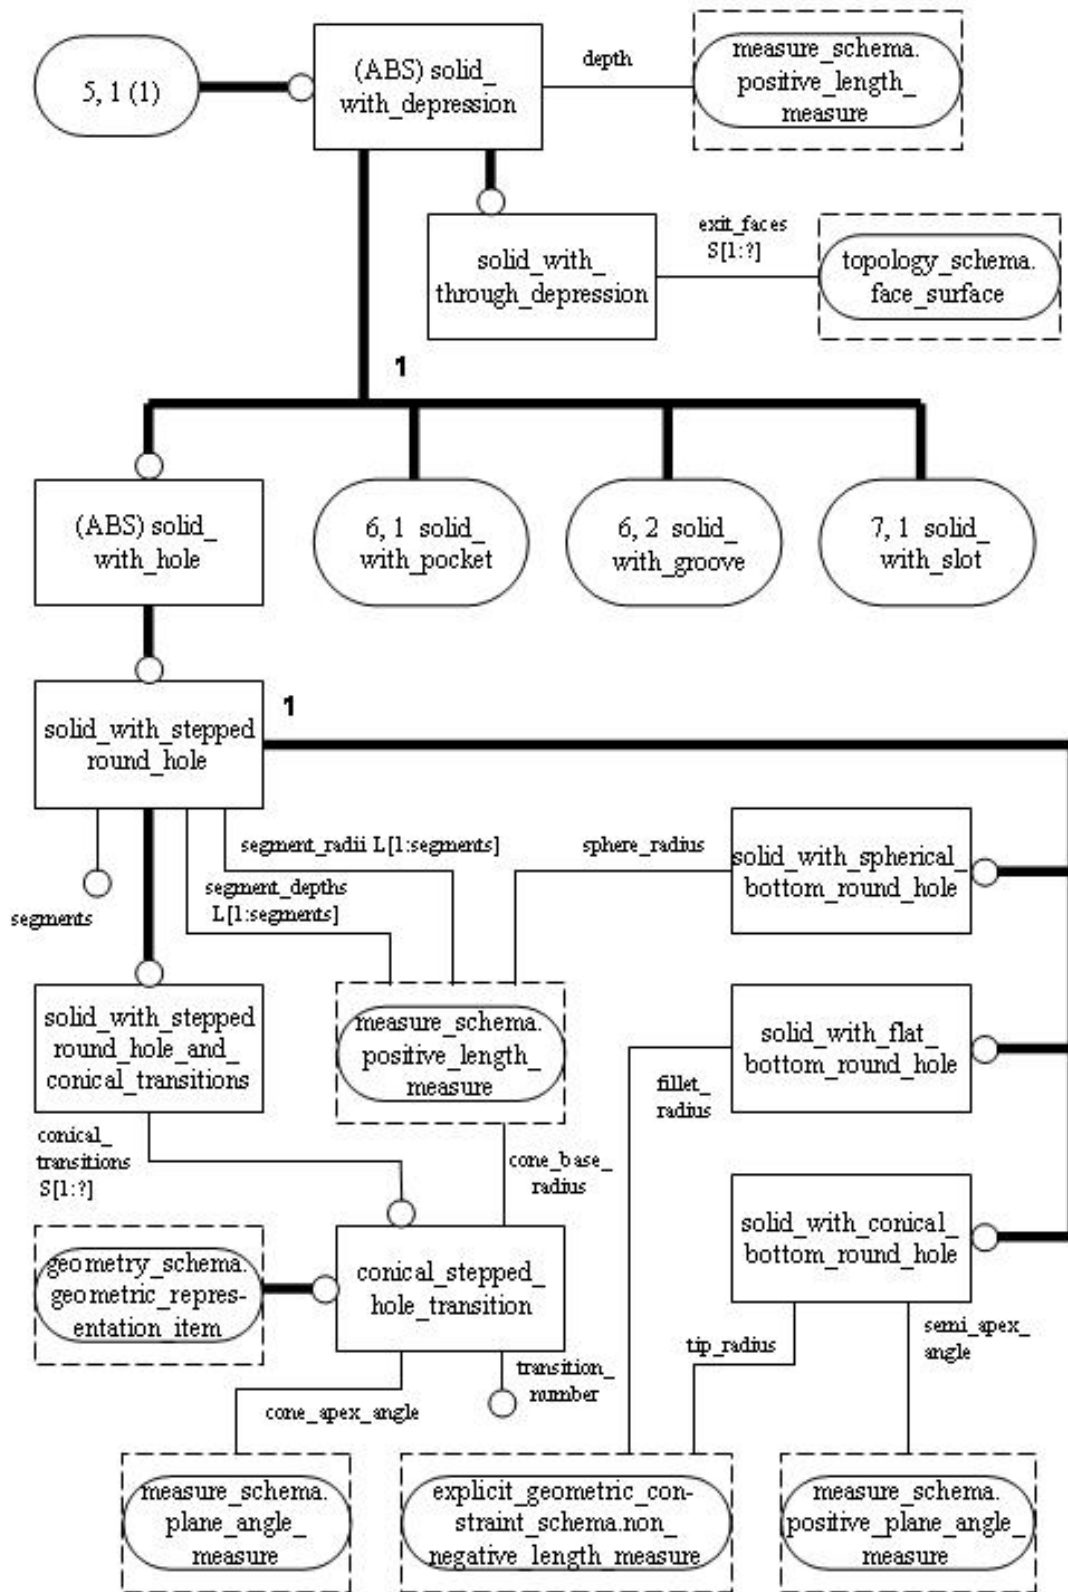 5, 1 (1)
(ABS) solid_
with_depression
depth
measure_schema.
positive_length_
measure
solid_with_
through_depression
exit_faces
S[1:?]
topology_schema.
face_surface
1
(ABS) solid_
with_hole
6, 1 solid_
with_pocket
6, 2 solid_
with_groove
7, 1 solid_
with_slot
solid_with_stepped
round_hole
1
segments
segment_radii L[1:segments]
segment_depths
L[1:segments]
sphere_radius
solid_with_spherical_
bottom_round_hole
solid_with_stepped
round_hole_and_
conical_transitions
measure_schema.
positive_length_
measure
solid_with_flat_
bottom_round_hole
fillet_
radius
conical_
transitions
S[1:?]
cone_base_
radius
solid_with_conical_
bottom_round_hole
geometry_schema.
geometric_repres-
entation_item
conical_stepped_
hole_transition
cone_apex_angle
transition_
number
tip_radius
semi_apex_
angle
measure_schema.
plane_angle_
measure
explicit_geometric_con-
straint_schema.non_
negative_length_measure
measure_schema.
positive_plane_angle_
measure